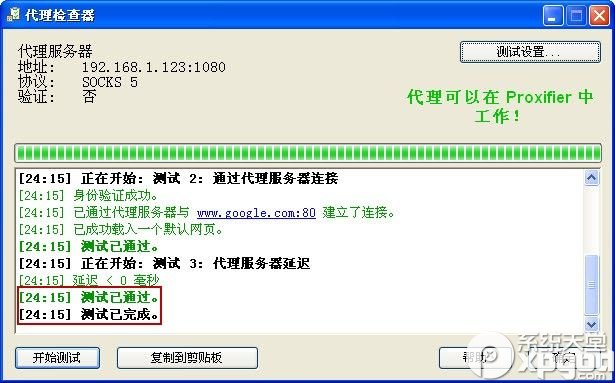 代理检查器
代理服务器
测试设置...
地址: 192.168.1.123:1080
协议: SOCKS 5
验证: 否
代理可以在 Proxifier 中
工作！
[24:15] 正在开始: 测试 2: 通过代理服务器连接
[24:15] 身份验证成功。
[24:15] 已通过代理服务器与 www.google.com:80 建立了连接。
[24:15] 已成功载入一个默认网页。
[24:15] 测试已通过。
[24:15] 正在开始: 测试 3: 代理服务器延迟
[24:15] 延迟 < 0 毫秒
[24:15] 测试已通过。
[24:15] 测试已完成。
开始测试
复制到剪贴板
帮助
系统天堂